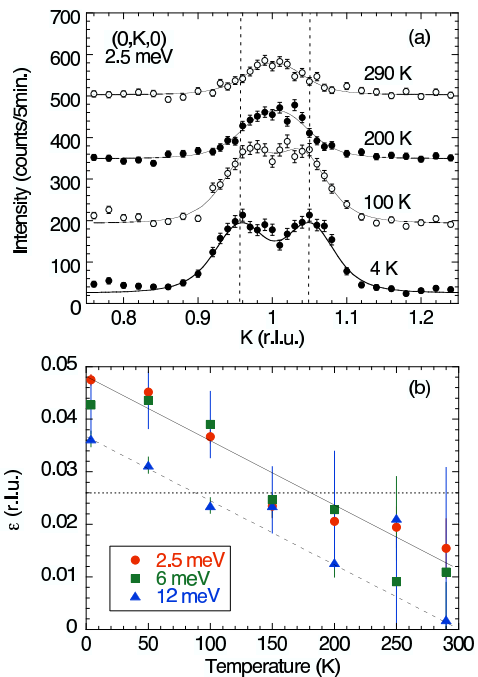 700
(0,K,0)
(a)
600
2.5 meV
290 K
500
200 K
400
300
100 K
200
200
4 K
100
0
Intensity (counts/5min.)
0.8
0.9
1
1.1
1.2
K (r.l.u.)
0.05
(b)
0.04
0.03
0.02
2.5 meV
0.01
6 meV
12 meV
0
ε (r.l.u.)
0
50
100
150
200
250
300
Temperature (K)